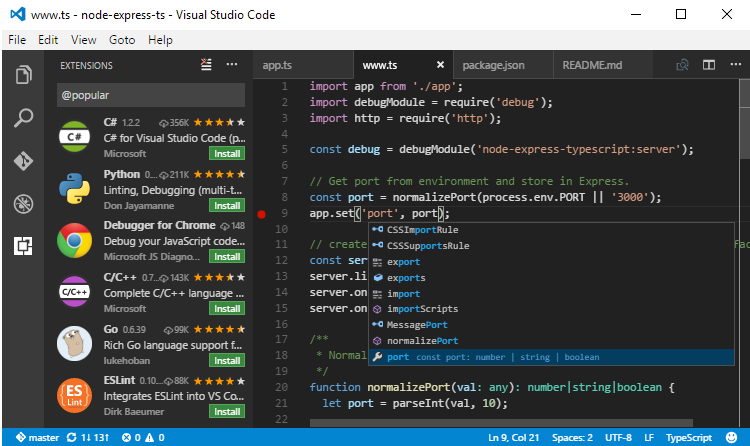 www.ts - node-express-ts - Visual Studio Code
File Edit View Goto Help
EXTENSIONS
@popular
C# 1.2.2 356K
C# for Visual Studio Code (p...
Microsoft Install
Python 0.... 211K
Linting, Debugging (multi-t...
Don Jayamanne Install
Debugger for Chrome 148
Debug your JavaScript code...
Microsoft JS Diagno... Install
C/C++ 0.7... 143K
Complete C/C++ language ...
Microsoft Install
Go 0.6.39 99K
Rich Go language support f...
lukehoban Install
ESLint 0.10... 88K
Integrates ESLint into VS Co...
Dirk Baeumer Install
C#
C/C++
ES
Lint
app.ts www.ts package.json README.md
1 import app from './app';
2 import debugModule = require('debug');
3 import http = require('http');
4
5 const debug = debugModule('node-express-typescript:server');
6
7 // Get port from environment and store in Express.
8 const port = normalizePort(process.env.PORT || '3000');
9 app.set('port', port);
10
11 // create
12 const ser
13 server.li
14 server.on
15 server.on
16
17 /**
18 * Normal
19 */
20 function normalizePort(val: any): number|string|boolean {
21 let port = parseInt(val, 10);
22
CSSImportRule
CSSSupportsRule
export
exports
import
importScripts
MessagePort
normalizePort
port const port: number | string | boolean
master 1↓ 13↑ 0 0 Ln 9, Col 21 Spaces: 2 UTF-8 LF TypeScript